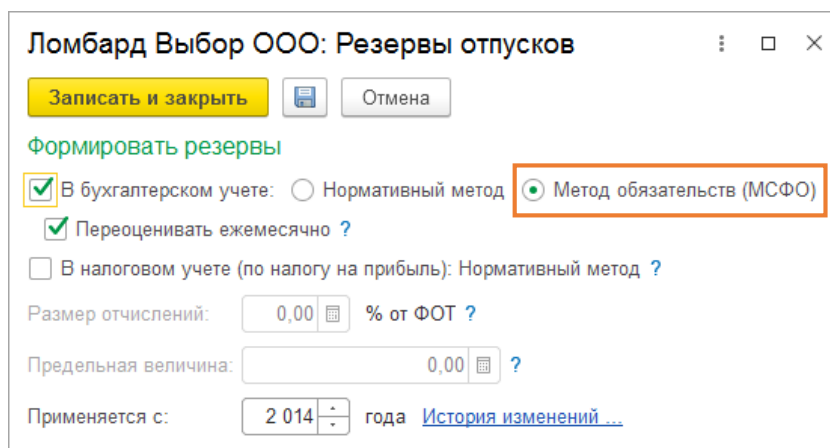 Ломбард Выбор ООО: Резервы отпусков
Записать и закрыть Отмена
Формировать резервы
В бухгалтерском учете: Нормативный метод Метод обязательств (МСФО)
Переоценивать ежемесячно ?
В налоговом учете (по налогу на прибыль): Нормативный метод ?
Размер отчислений: 0,00 % от ФОТ ?
Предельная величина: 0,00 ?
Применяется с: 2 014 года История изменений ...